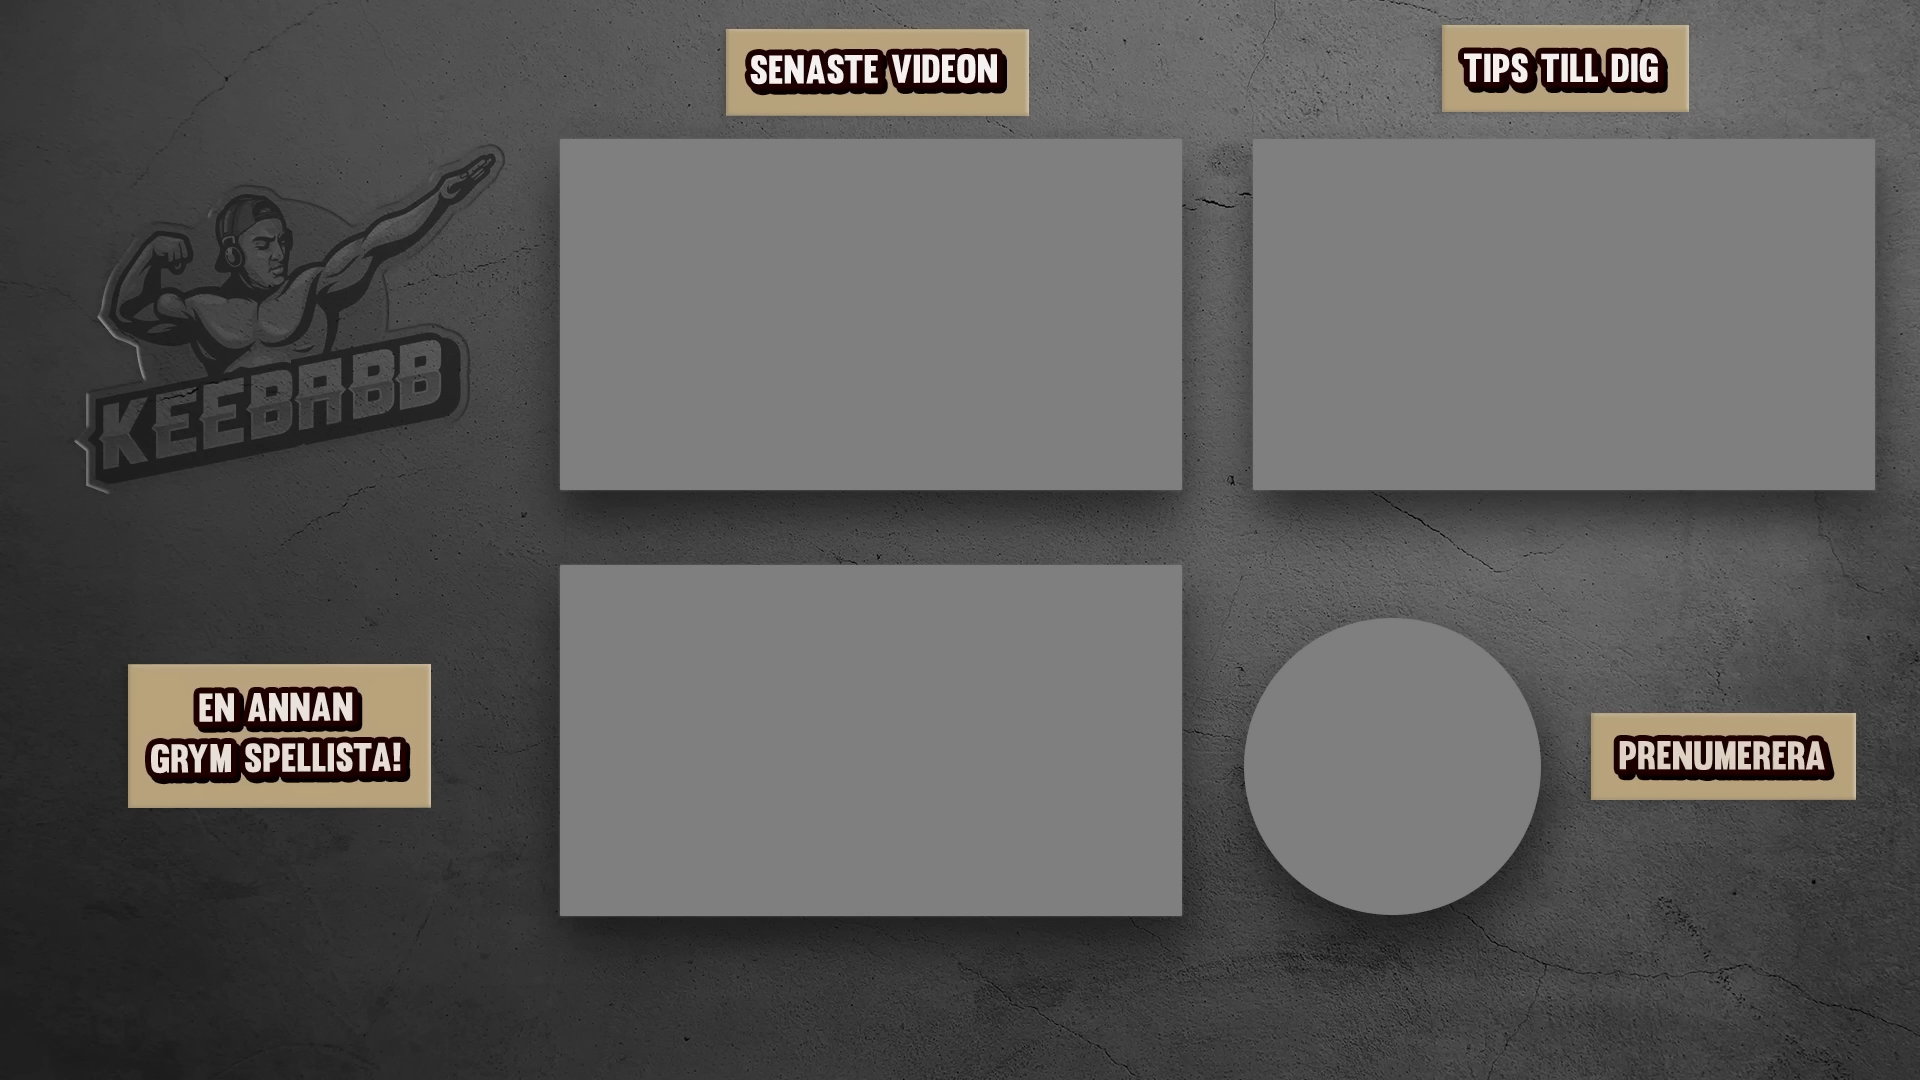 SENASTE VIDEON
TIPS TILL DIG
KEEBABB
EN ANNAN
GRYM SPELLISTA!
PRENUMERERA